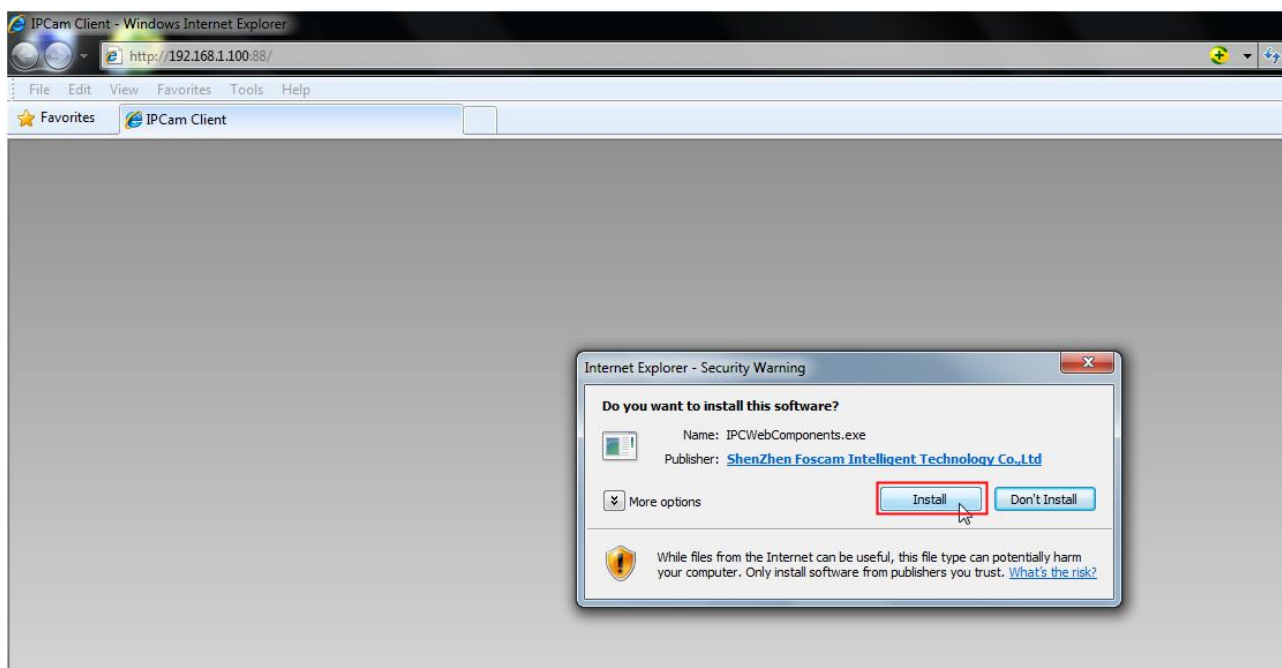 IPCam Client - Windows Internet Explorer
http://192.168.1.100:88/
File Edit View Favorites Tools Help
Favorites IPCam Client
Internet Explorer - Security Warning
Do you want to install this software?
Name: IPCWebComponents.exe
Publisher: ShenZhen Foscam Intelligent Technology Co.,Ltd
More options Install Don't Install
While files from the Internet can be useful, this file type can potentially harm
your computer. Only install software from publishers you trust. What's the risk?